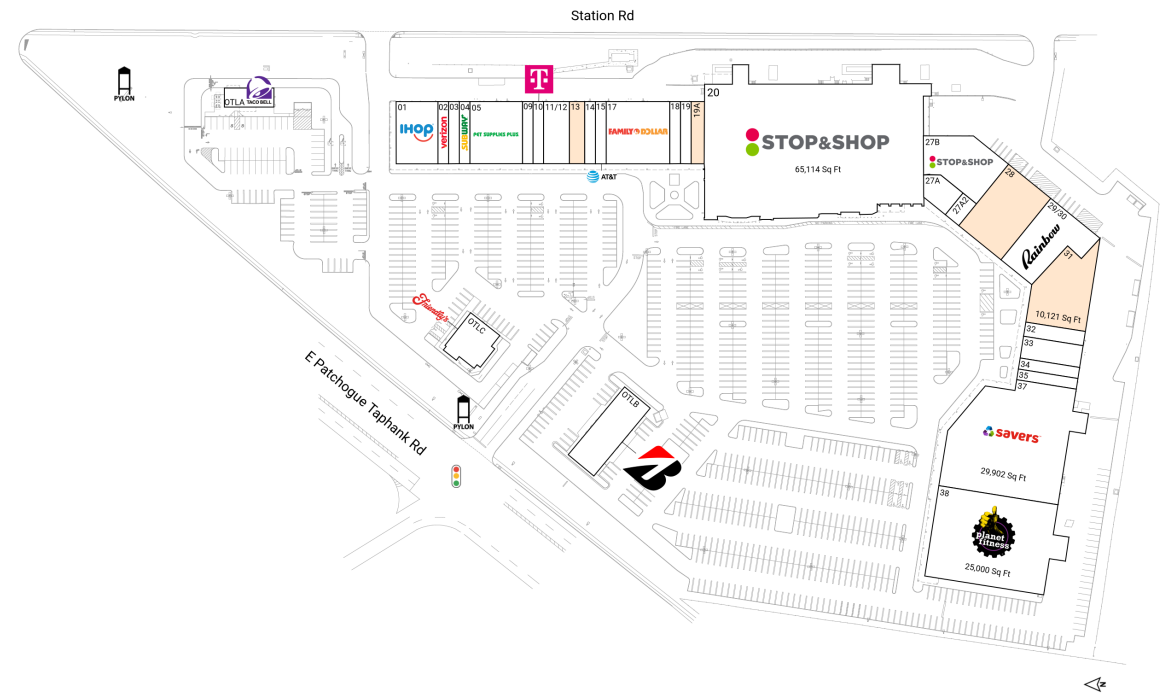 Station Rd
PYLON
OTLA
TACO BELL
T
01
IHOP
02
verizon
03
04
SUBWAY
05
PET SUPPLIES PLUS
09
10
11/12
13
14
15
17
FAMILY DOLLAR
18
19
19A
AT&T
20
STOP&SHOP
65,114 Sq Ft
27B
STOP&SHOP
27A
27A2
28
29/30
Rainbow
31
10,121 Sq Ft
32
33
34
35
37
savers
29,902 Sq Ft
38
planet
fitness
25,000 Sq Ft
Friendly's
OTLC
OTLB
B
PYLON
E Patchogue Taphank Rd
N